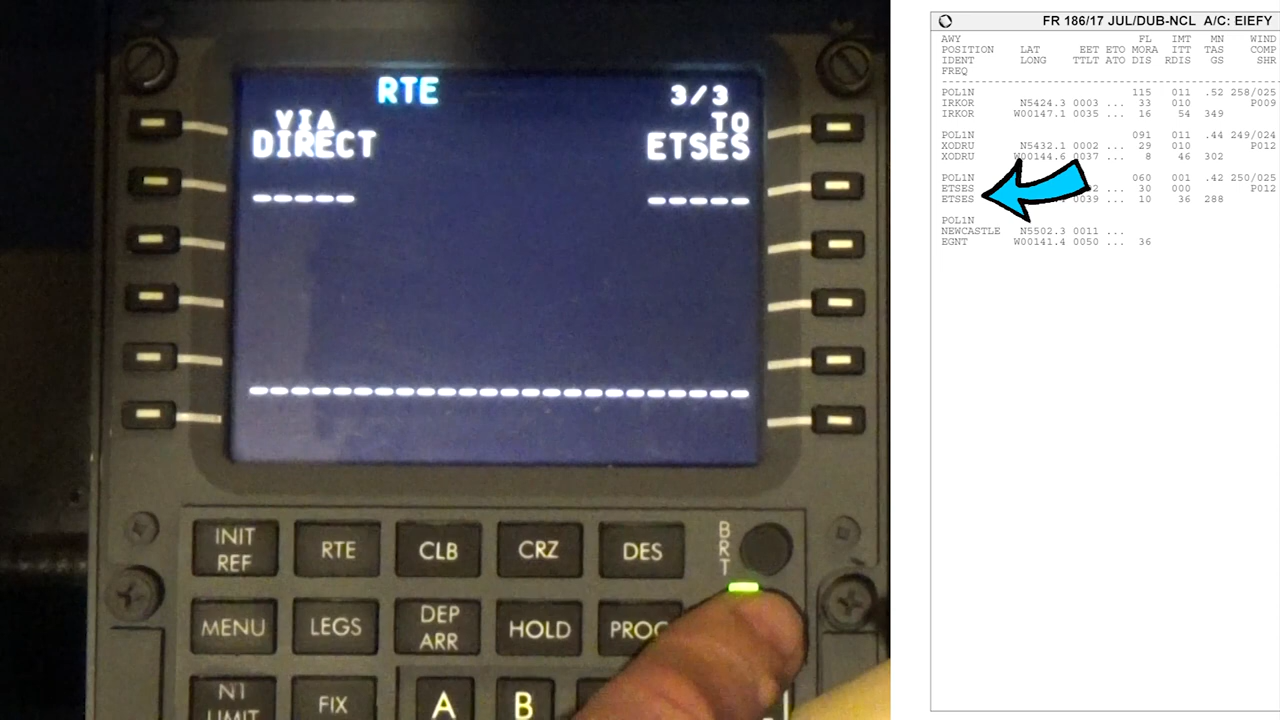 RTE 3/3
VIA TO
DIRECT ETSES
----- -----
------------------------
INIT REF
RTE
CLB
CRZ
DES
BRT
MENU
LEGS
DEP ARR
HOLD
N1 LIMIT
FIX
A
B
FR 186/17 JUL/DUB-NCL A/C: EIEFY
AWY FL IMT MN WIND
POSITION LAT EET ETO MORA ITT TAS COMP
IDENT LONG TTLT ATO DIS RDIS GS SHR
FREQ
POL1N 115 011 .52 258/025
IRKOR N5424.3 0003 ... 33 010 P009
IRKOR W00147.1 0035 ... 16 54 349
POL1N 091 011 .44 249/024
XODRU N5432.1 0002 ... 29 010 P012
XODRU W00144.6 0037 ... 8 46 302
POL1N 060 001 .42 250/025
ETSES ... 30 000 P012
ETSES 0039 ... 10 36 288
POL1N
NEWCASTLE N5502.3 0011 ...
EGNT W00141.4 0050 ... 36